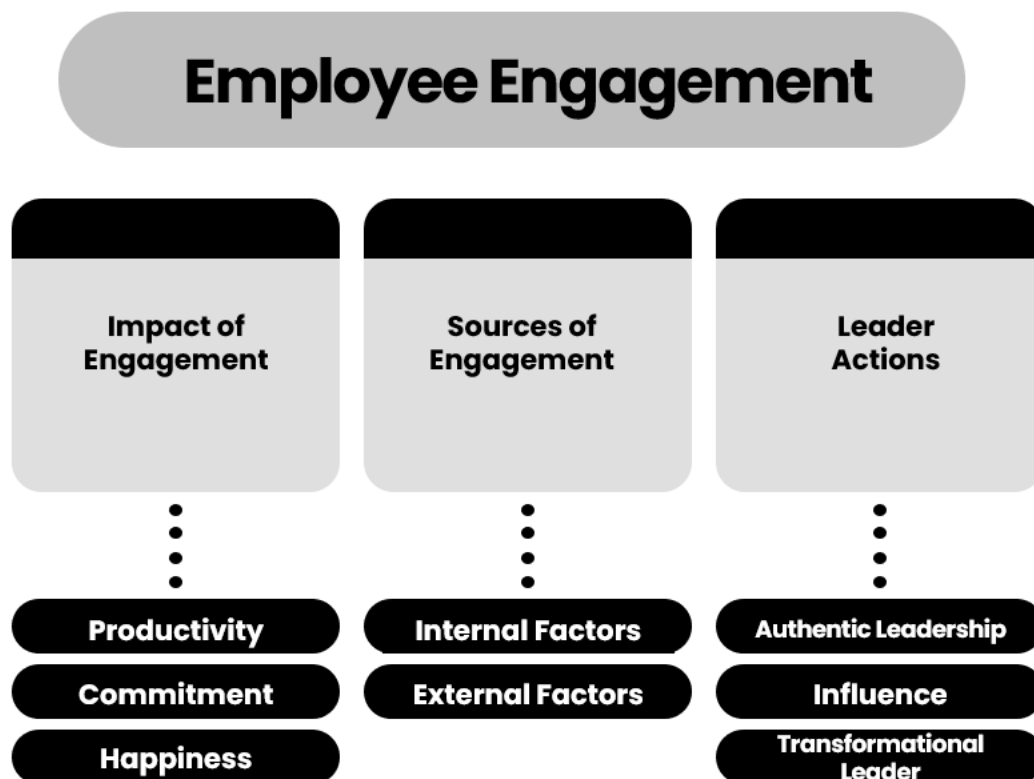 Employee Engagement
Impact of
Engagement
Sources of
Engagement
Leader
Actions
Productivity
Internal Factors
Authentic Leadership
Commitment
External Factors
Influence
Happiness
Transformational
Leader